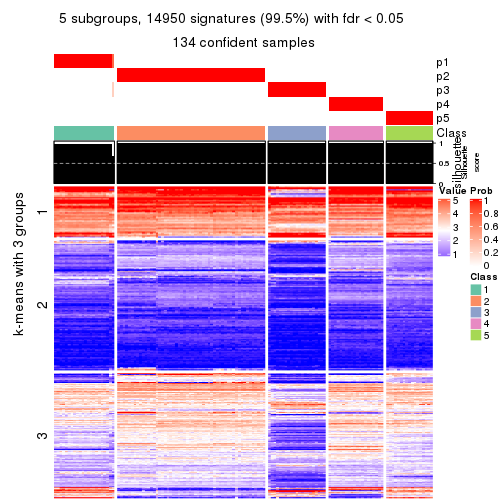 5 subgroups, 14950 signatures (99.5%) with fdr < 0.05
134 confident samples
p1
p2
p3
p4
p5
Class
1
0.5
0
silhouette
Silhouette
score
k-means with 3 groups
1
2
3
Value
5
4
3
2
1
Prob
1
0.8
0.6
0.4
0.2
0
Class
1
2
3
4
5